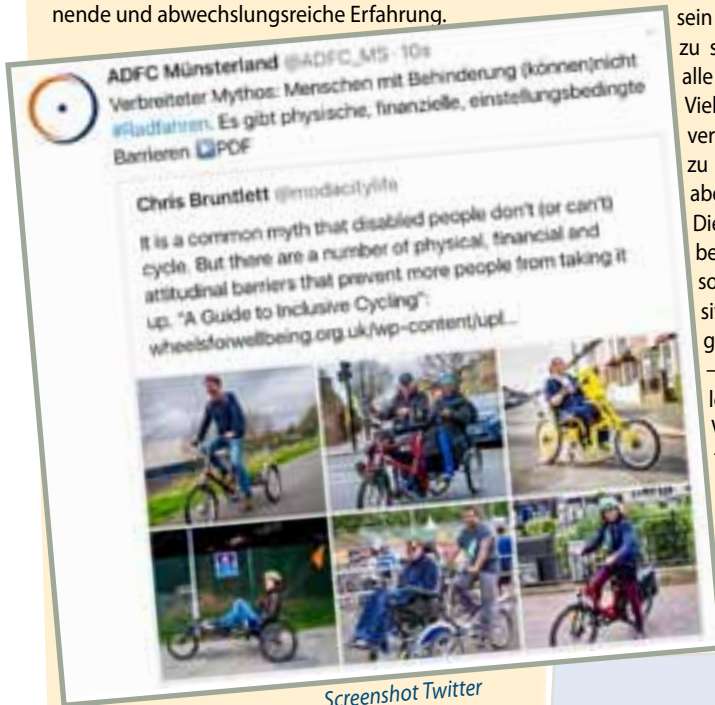 nende und abwechslungsreiche Erfahrung.
ADFC Münsterland @ADFC_MS · 10s
Verbreiteter Mythos: Menschen mit Behinderung (können)nicht
#Radfahren. Es gibt physische, finanzielle, einstellungsbedingte
Barrieren ▶PDF
Chris Bruntlett @modacitylife
It is a common myth that disabled people don't (or can't)
cycle. But there are a number of physical, financial and
attitudinal barriers that prevent more people from taking it
up. "A Guide to Inclusive Cycling":
wheelsforwellbeing.org.uk/wp-content/upl...
Screenshot Twitter
sein
zu s
alle
Viel
ver
zu
abe
Die
be
so
si
g
–